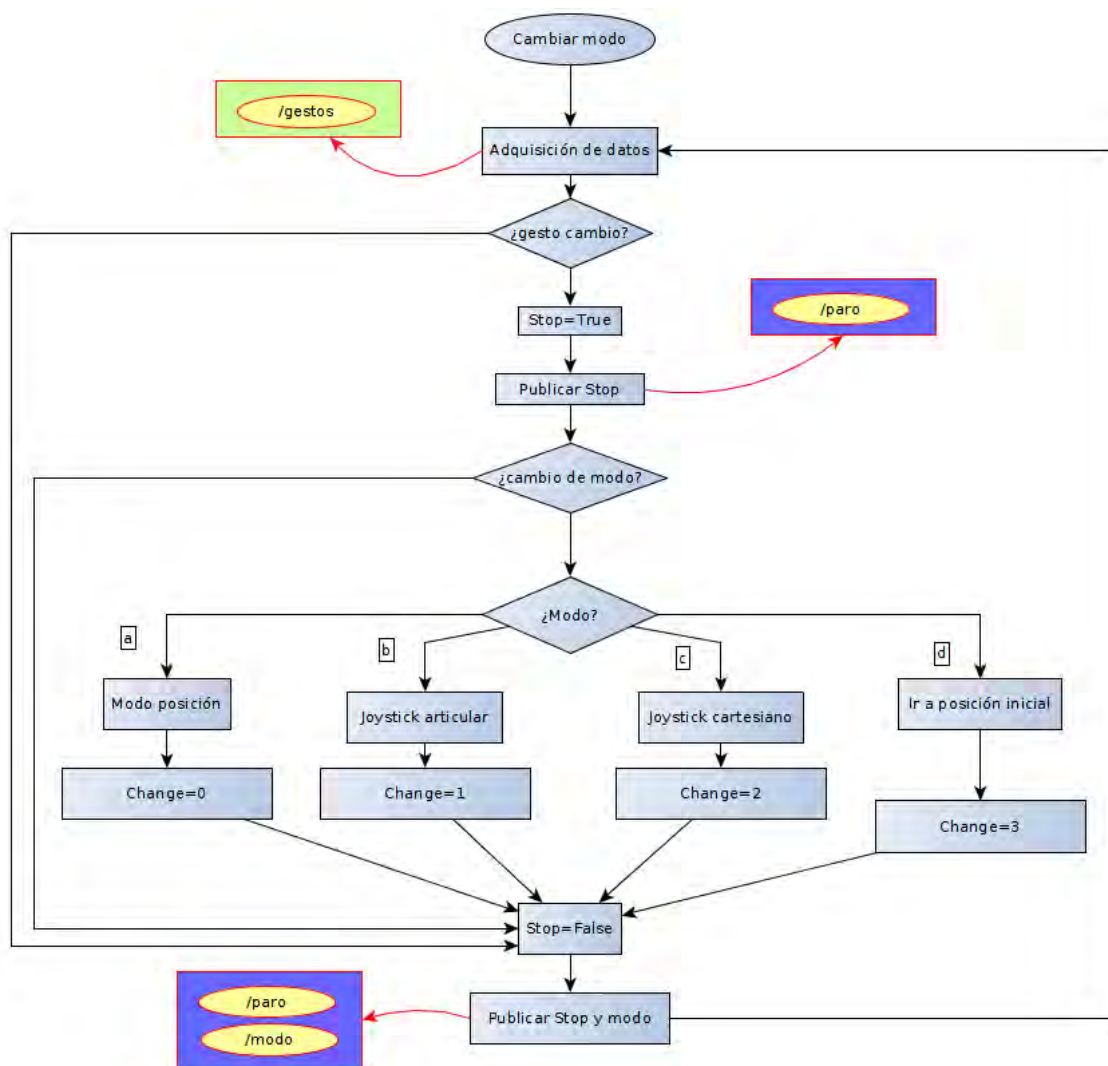 Cambiar modo
/gestos
Adquisición de datos
¿gesto cambio?
Stop=True
/paro
Publicar Stop
¿cambio de modo?
¿Modo?
a
b
c
d
Modo posición
Joystick articular
Joystick cartesiano
Ir a posición inicial
Change=0
Change=1
Change=2
Change=3
Stop=False
/paro
/modo
Publicar Stop y modo